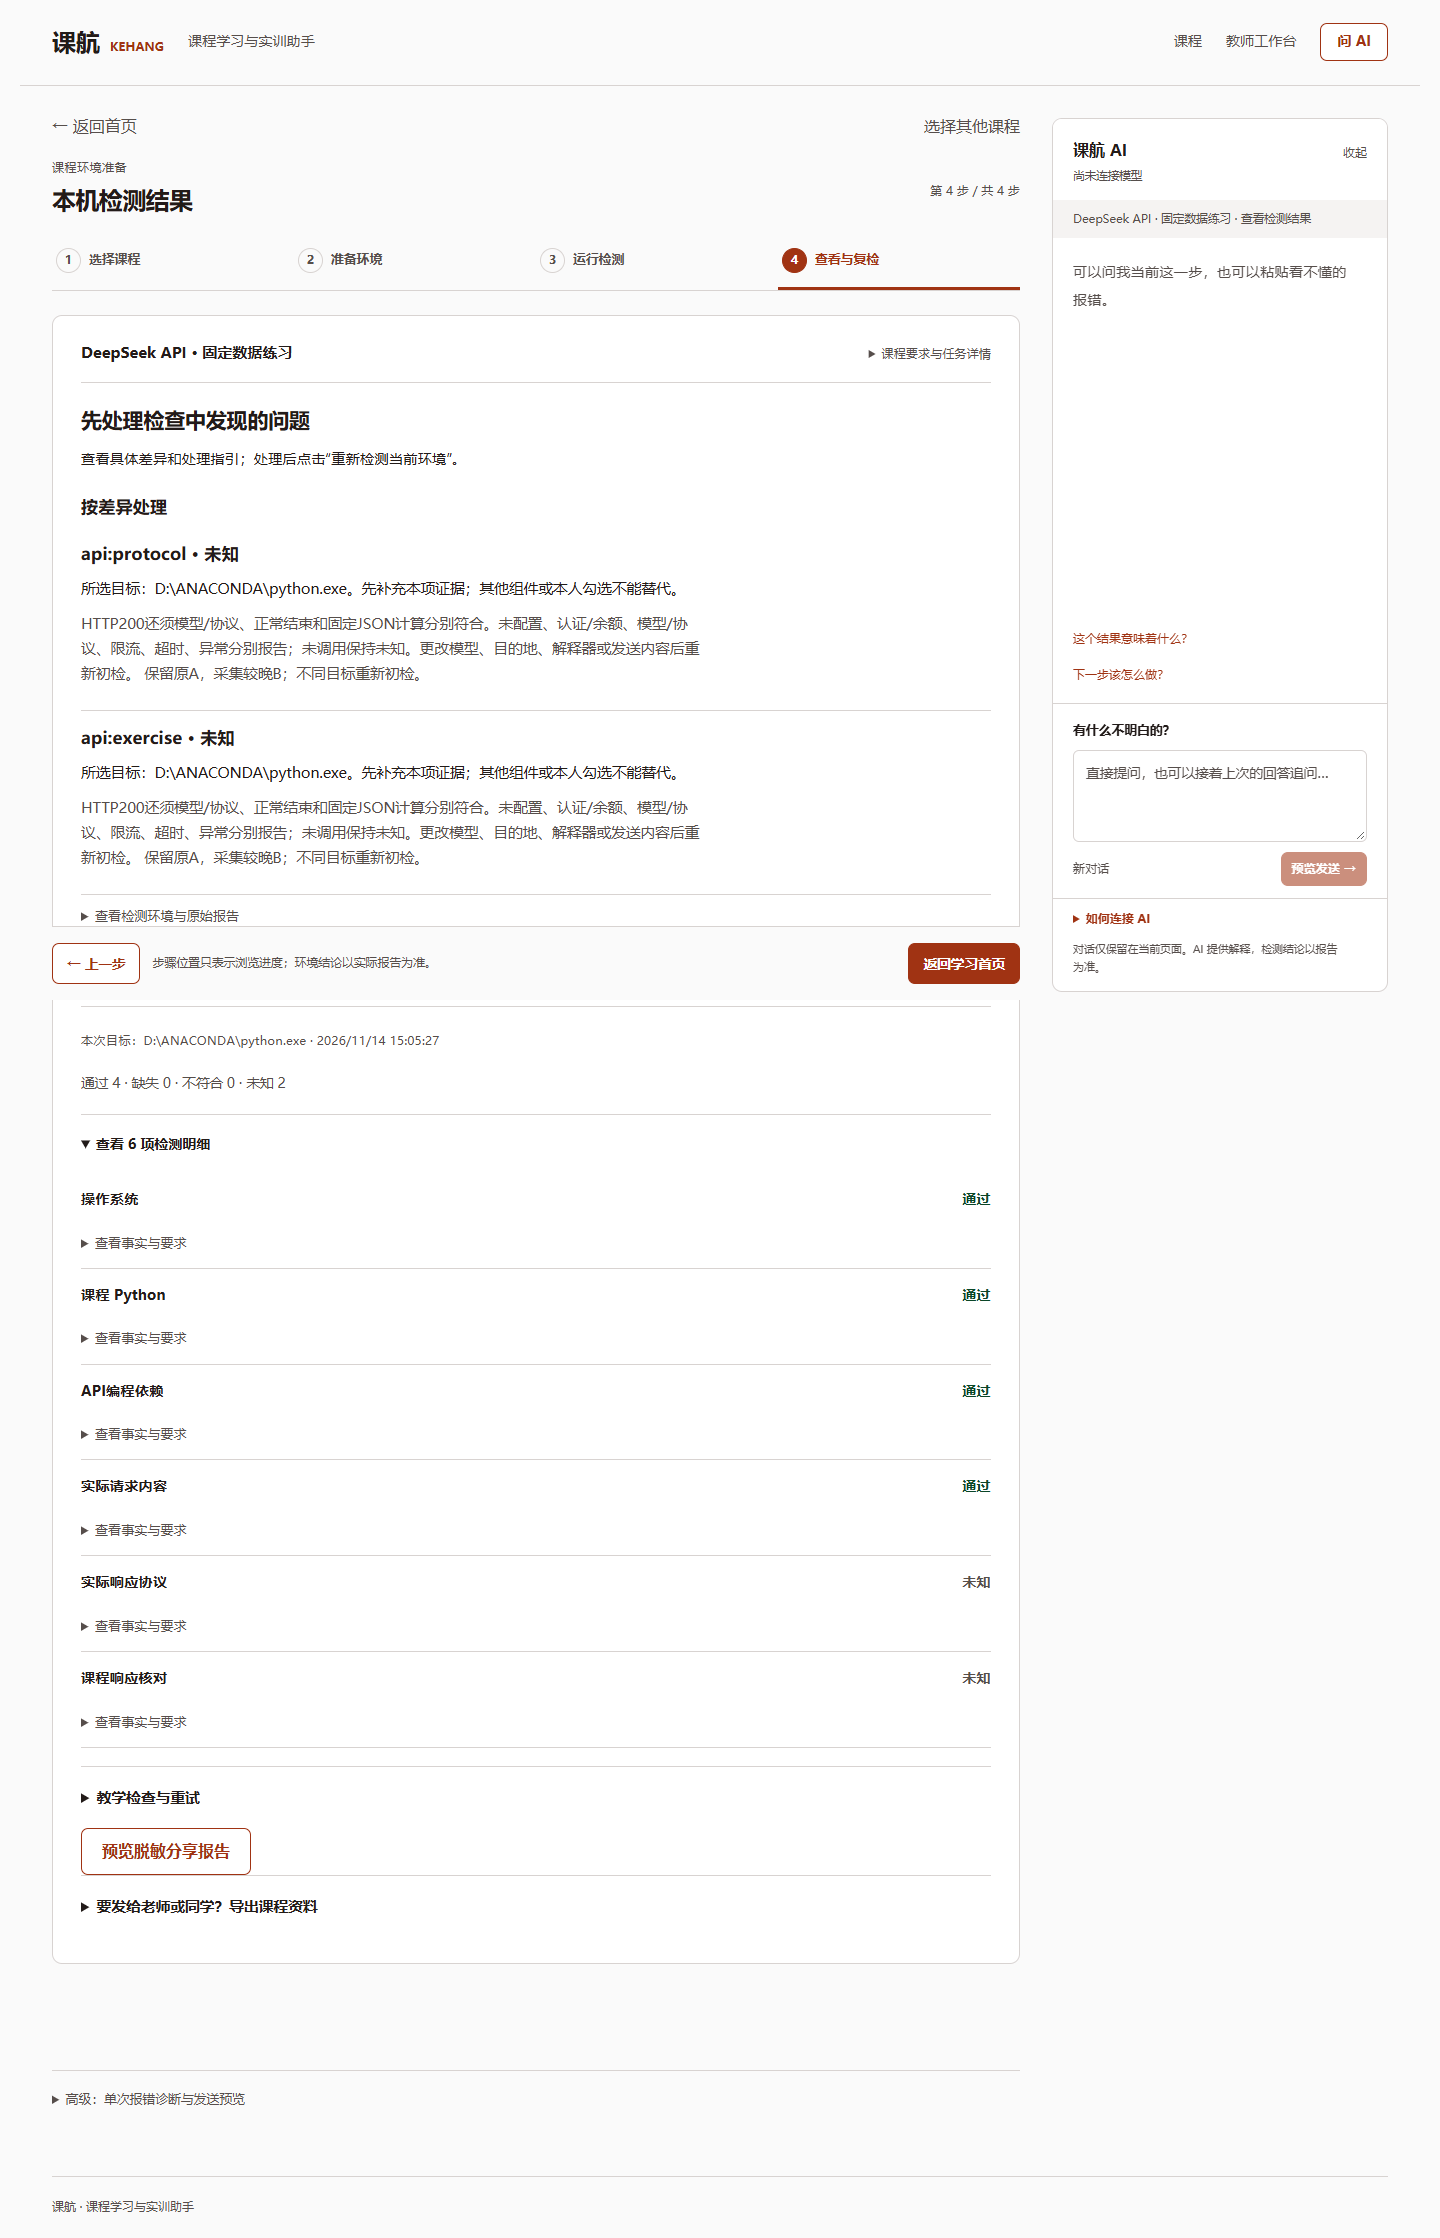 课航 KEHANG 课程学习与实训助手 课程 教师工作台 问 AI
← 返回首页 选择其他课程
课程环境准备
本机检测结果
第 4 步 / 共 4 步
1 选择课程 2 准备环境 3 运行检测 4 查看与复检
DeepSeek API • 固定数据练习 ▶ 课程要求与任务详情
先处理检查中发现的问题
查看具体差异和处理指引；处理后点击“重新检测当前环境”。
按差异处理
api:protocol • 未知
所选目标：D:\ANACONDA\python.exe。先补充本项证据；其他组件或本人勾选不能替代。
HTTP200还须模型/协议、正常结束和固定JSON计算分别符合。未配置、认证/余额、模型/协
议、限流、超时、异常分别报告；未调用保持未知。更改模型、目的地、解释器或发送内容后重
新初检。 保留原A，采集较晚B；不同目标重新初检。
api:exercise • 未知
所选目标：D:\ANACONDA\python.exe。先补充本项证据；其他组件或本人勾选不能替代。
HTTP200还须模型/协议、正常结束和固定JSON计算分别符合。未配置、认证/余额、模型/协
议、限流、超时、异常分别报告；未调用保持未知。更改模型、目的地、解释器或发送内容后重
新初检。 保留原A，采集较晚B；不同目标重新初检。
▶ 查看检测环境与原始报告
← 上一步 步骤位置只表示浏览进度；环境结论以实际报告为准。 返回学习首页
本次目标：D:\ANACONDA\python.exe · 2026/11/14 15:05:27
通过 4 · 缺失 0 · 不符合 0 · 未知 2
▼ 查看 6 项检测明细
操作系统 通过
▶ 查看事实与要求
课程 Python 通过
▶ 查看事实与要求
API编程依赖 通过
▶ 查看事实与要求
实际请求内容 通过
▶ 查看事实与要求
实际响应协议 未知
▶ 查看事实与要求
课程响应核对 未知
▶ 查看事实与要求
▶ 教学检查与重试
预览脱敏分享报告
▶ 要发给老师或同学？导出课程资料
课航 AI 收起
尚未连接模型
DeepSeek API · 固定数据练习 · 查看检测结果
可以问我当前这一步，也可以粘贴看不懂的
报错。
这个结果意味着什么？
下一步该怎么做？
有什么不明白的？
直接提问，也可以接着上次的回答追问...
新对话 预览发送 →
▶ 如何连接 AI
对话仅保留在当前页面。AI 提供解释，检测结论以报告
为准。
▶ 高级：单次报错诊断与发送预览
课航 · 课程学习与实训助手